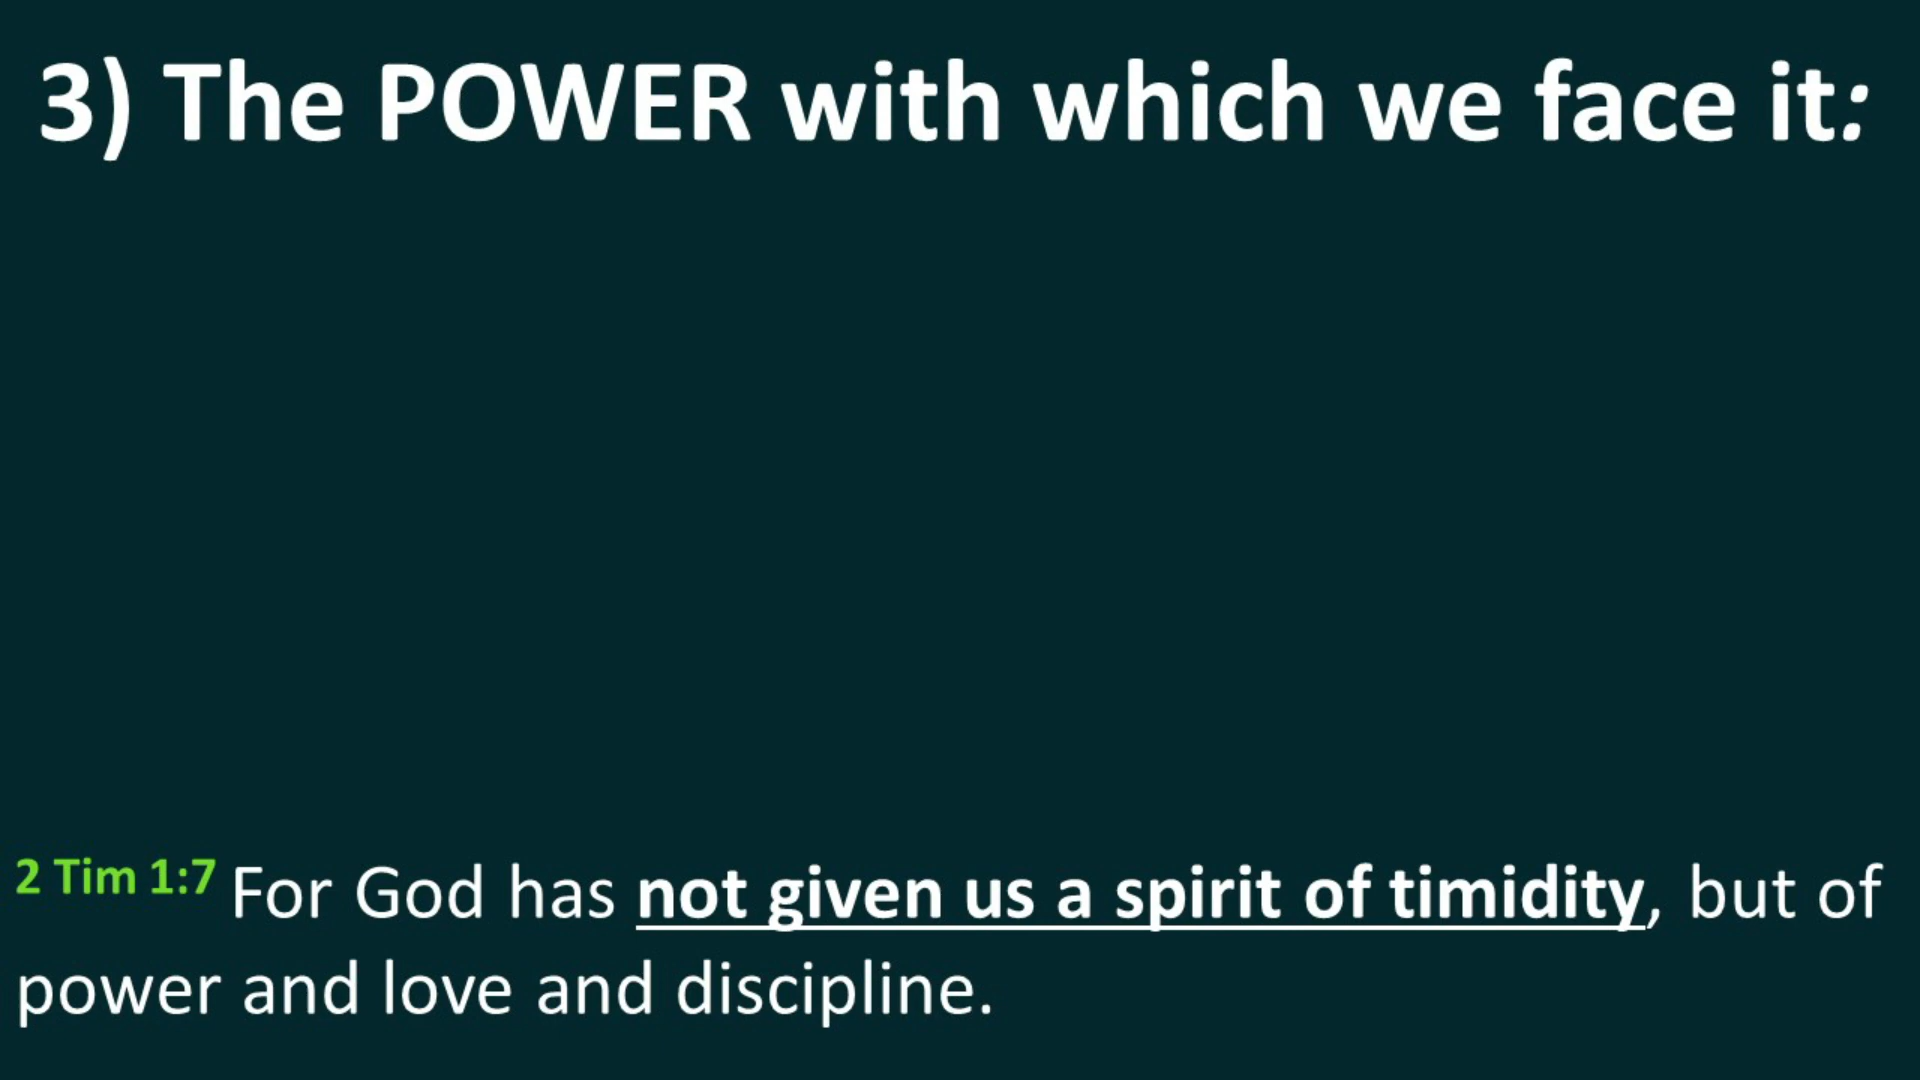 3) The POWER with which we face it:
2 Tim 1:7 For God has not given us a spirit of timidity, but of
power and love and discipline.